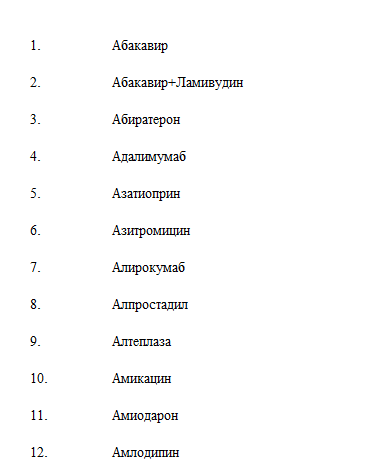 1. Абакавир
2. Абакавир+Ламивудин
3. Абиратерон
4. Адалимумаб
5. Азатиоприн
6. Азитромицин
7. Алирокумаб
8. Алпростадил
9. Алтеплаза
10. Амикацин
11. Амиодарон
12. Амлодипин